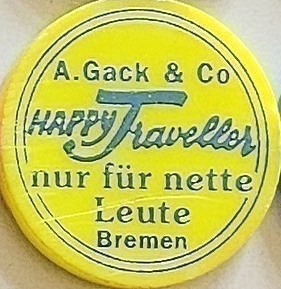 A. Gack & Co
HAPPY Traveller
nur für nette
Leute
Bremen